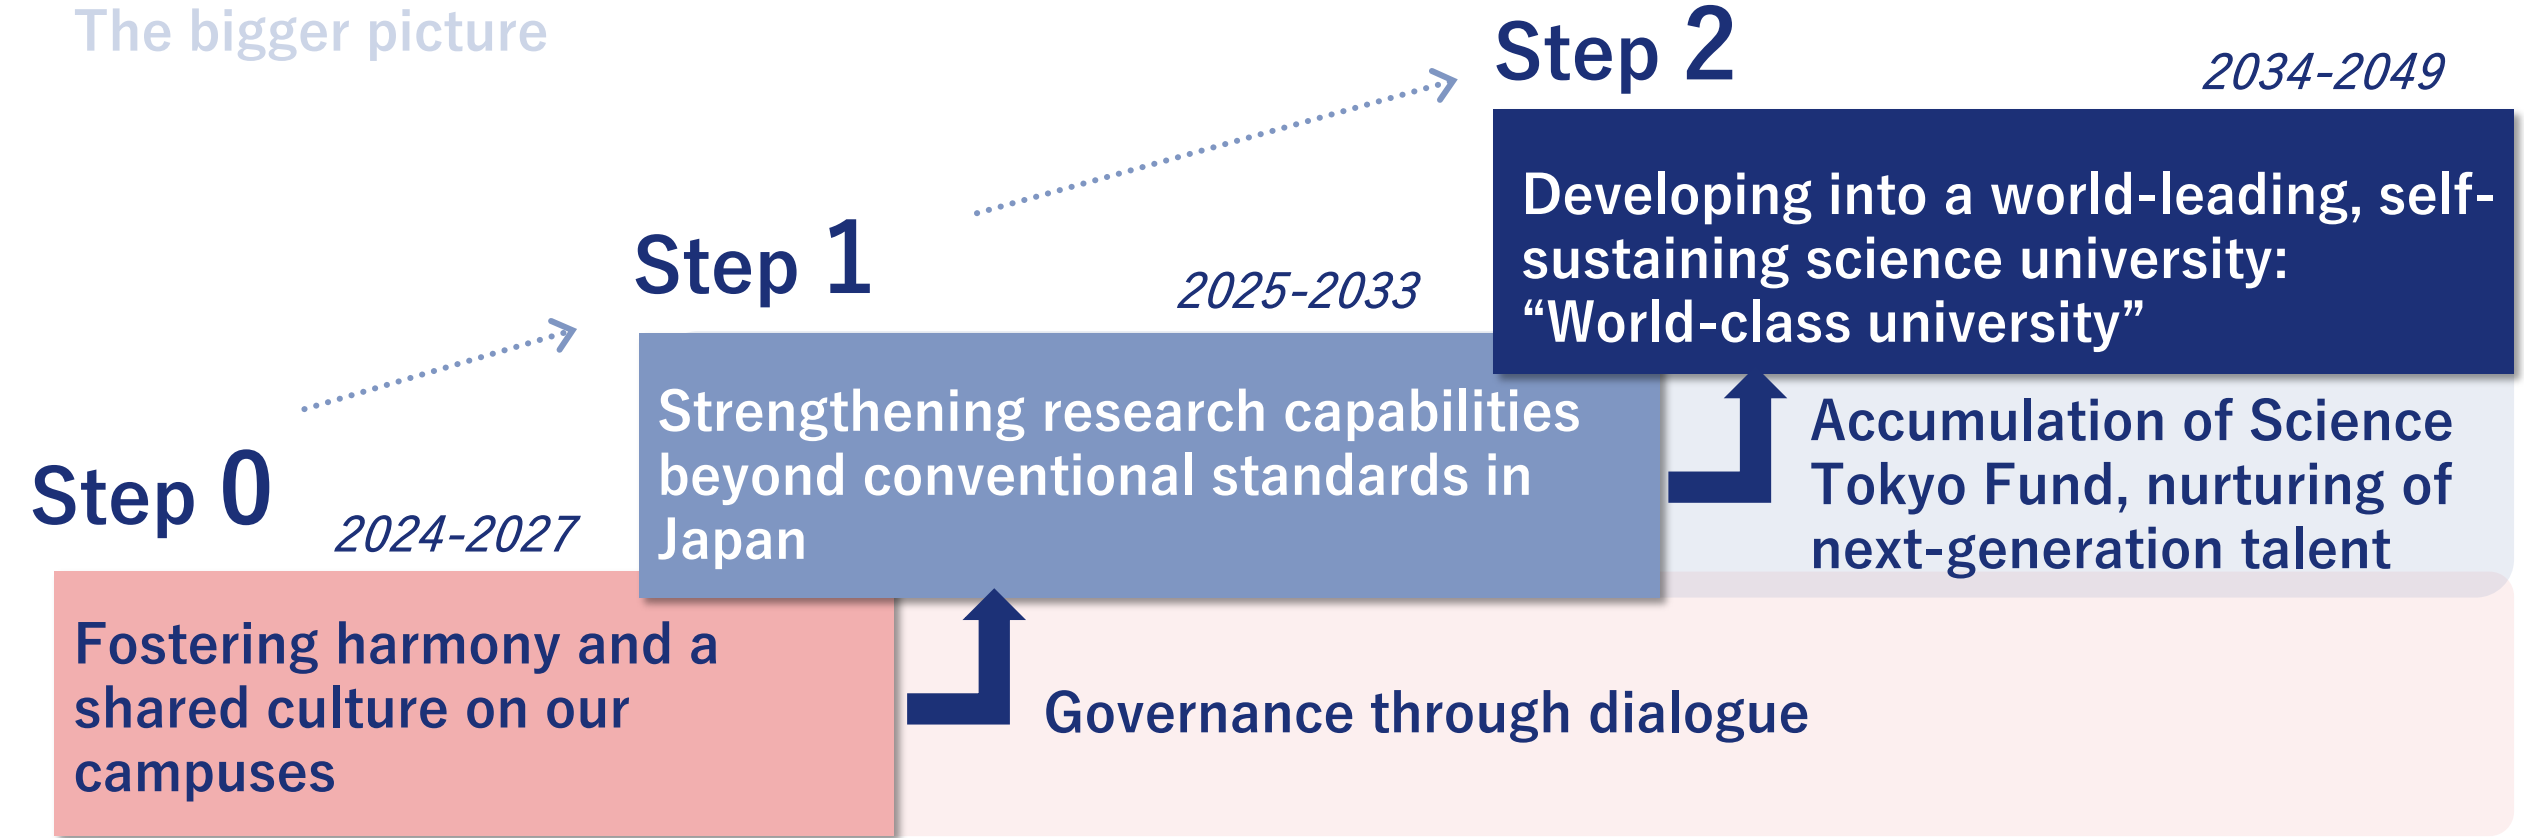 The bigger picture
Step 2
2034-2049
Developing into a world-leading, self-
sustaining science university:
“World-class university”
Step 1
2025-2033
Strengthening research capabilities
beyond conventional standards in
Japan
Accumulation of Science
Tokyo Fund, nurturing of
next-generation talent
Step 0
2024-2027
Fostering harmony and a
shared culture on our
campuses
Governance through dialogue